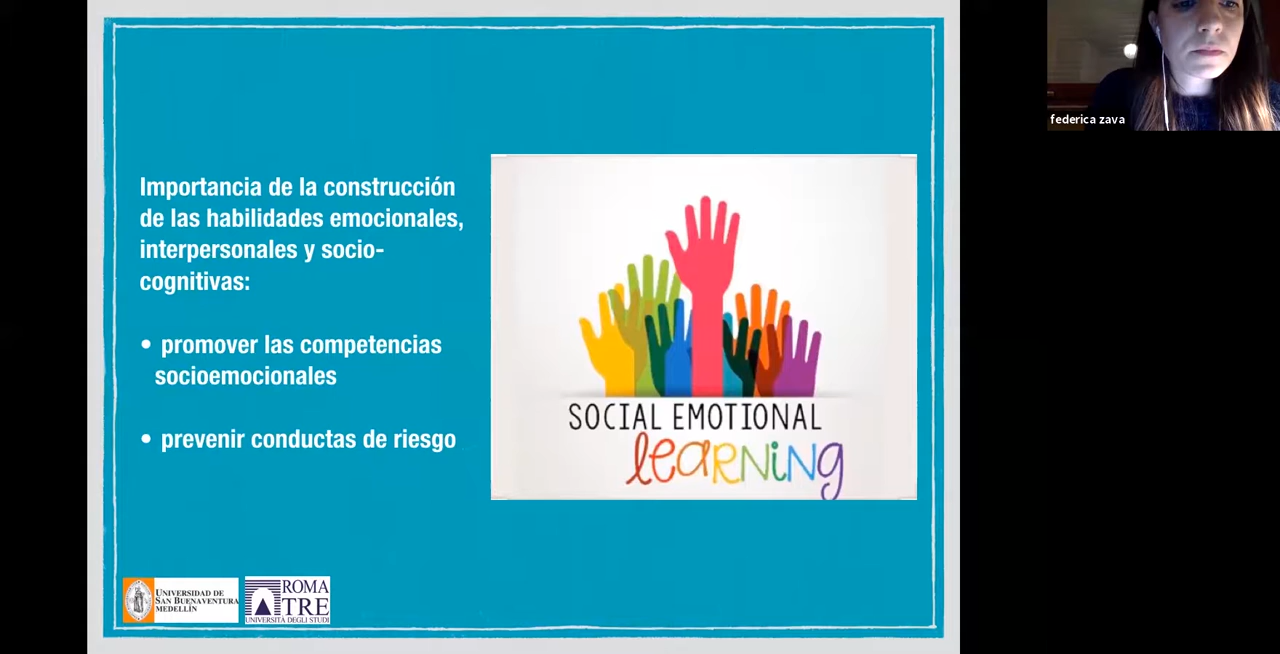 Importancia de la construcción
de las habilidades emocionales,
interpersonales y socio-
cognitivas:
• promover las competencias
socioemocionales
• prevenir conductas de riesgo
SOCIAL EMOTIONAL
leARNiNg
UNIVERSIDAD DE
SAN BUENAVENTURA
MEDELLÍN
ROMA
TRE
UNIVERSITÀ DEGLI STUDI
federica zava